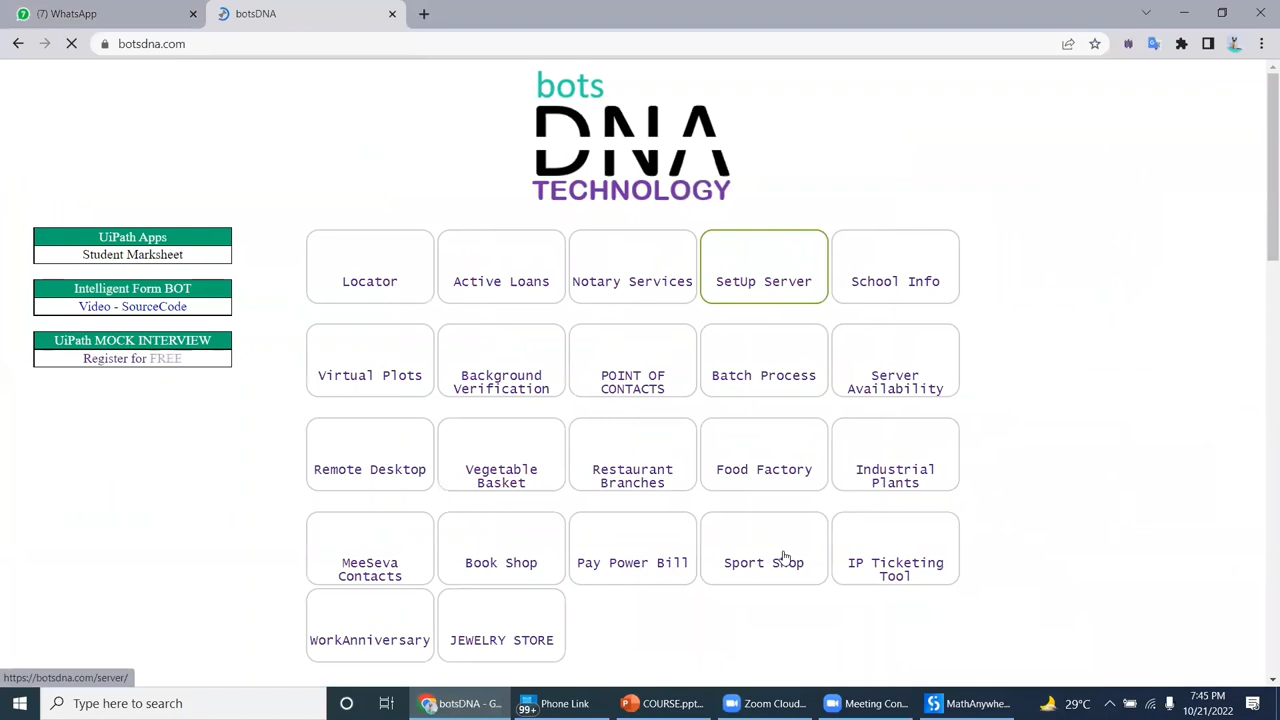 (7) WhatsApp
botsDNA
botsdna.com
bots
DNA
TECHNOLOGY
UiPath Apps
Student Marksheet
Intelligent Form BOT
Video - SourceCode
UiPath MOCK INTERVIEW
Register for FREE
Locator
Active Loans
Notary Services
SetUp Server
School Info
Virtual Plots
Background
Verification
POINT OF
CONTACTS
Batch Process
Server
Availability
Remote Desktop
Vegetable
Basket
Restaurant
Branches
Food Factory
Industrial
Plants
MeeSeva
Contacts
Book Shop
Pay Power Bill
Sport Shop
IP Ticketing
Tool
WorkAnniversary
JEWELRY STORE
https://botsdna.com/server/
Type here to search
botsDNA - G...
99+
Phone Link
COURSE.ppt...
Zoom Cloud...
Meeting Con...
MathAnywhe...
29°C
7:45 PM
10/21/2022